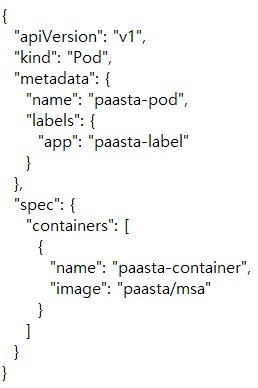 {
  "apiVersion": "v1",
  "kind": "Pod",
  "metadata": {
    "name": "paasta-pod",
    "labels": {
      "app": "paasta-label"
    }
  },
  "spec": {
    "containers": [
      {
        "name": "paasta-container",
        "image": "paasta/msa"
      }
    ]
  }
}